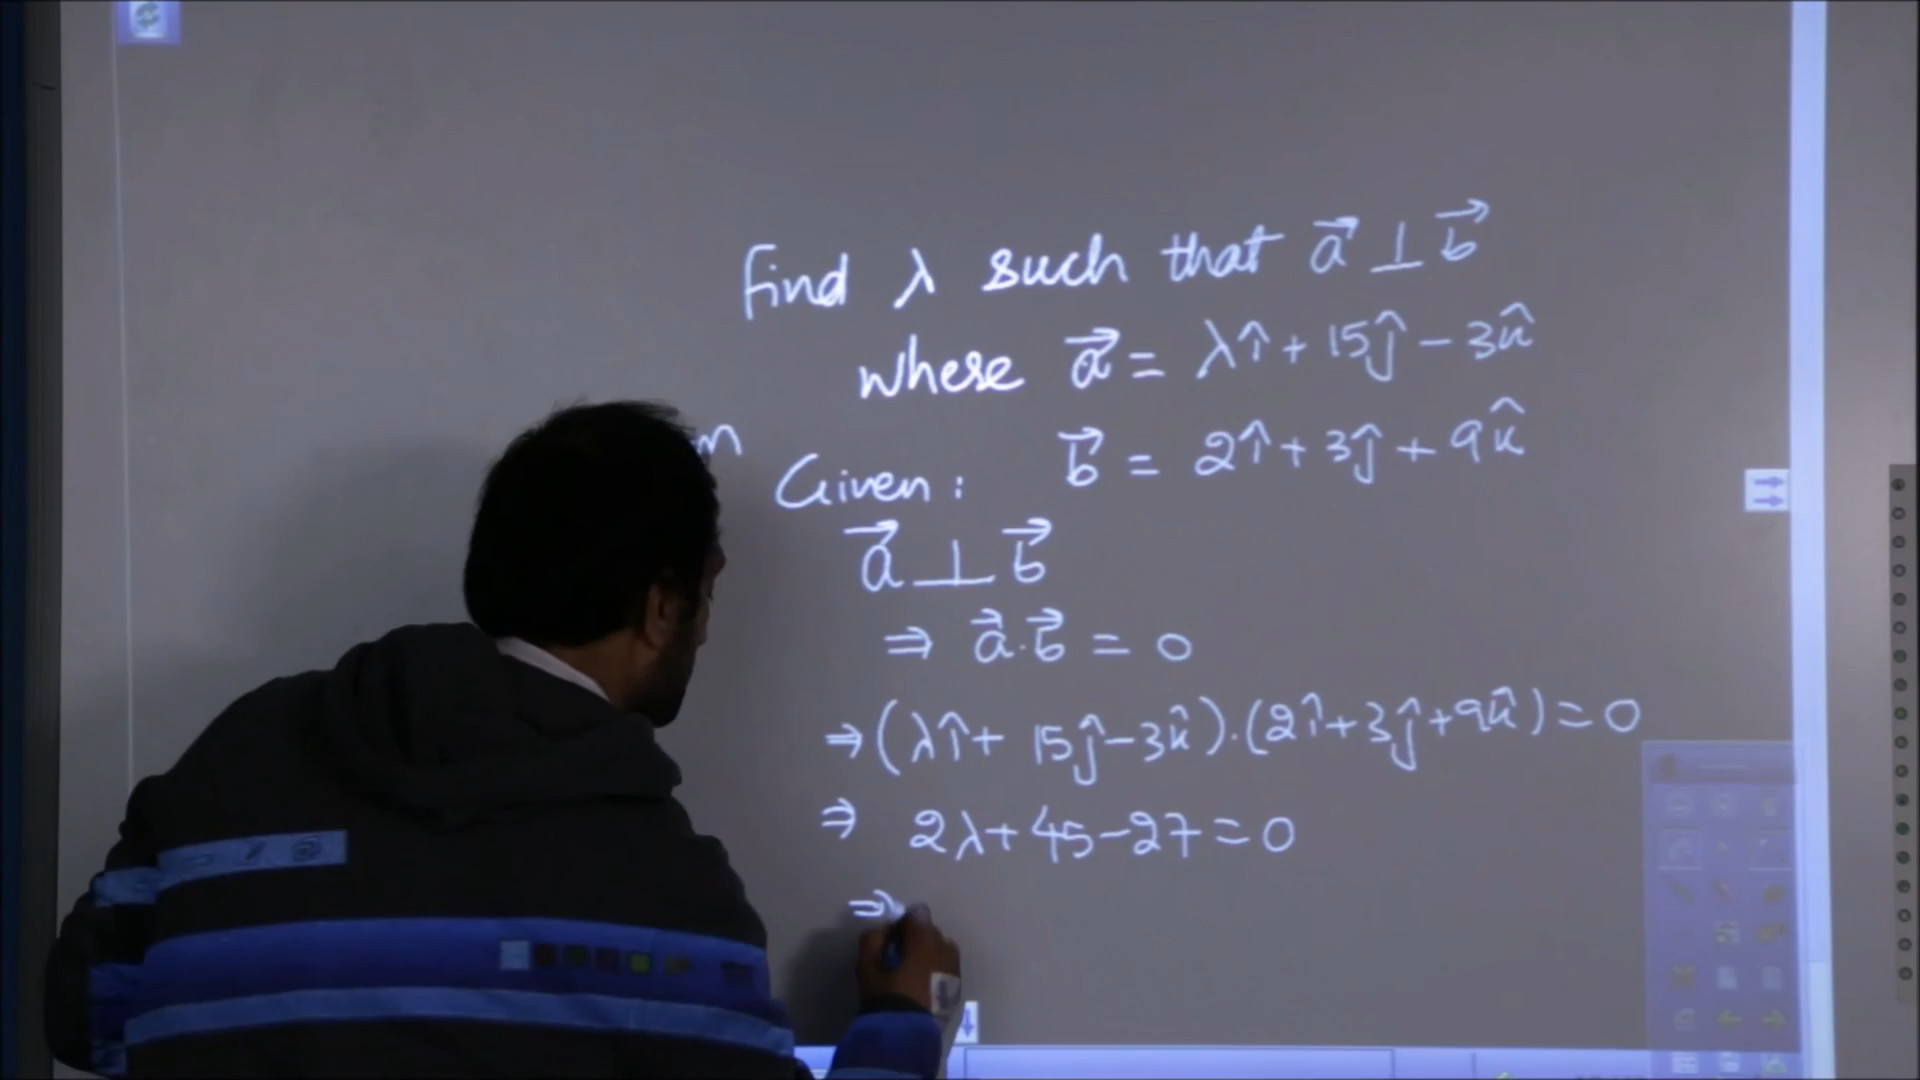 Find λ such that a⃗ ⊥ b⃗
where a⃗ = λî + 15ĵ − 3k̂
Given : b⃗ = 2î + 3ĵ + 9k̂
a⃗ ⊥ b⃗
⇒ a⃗·b⃗ = 0
⇒ (λî + 15ĵ − 3k̂)·(2î + 3ĵ + 9k̂) = 0
⇒ 2λ + 45 − 27 = 0
⇒